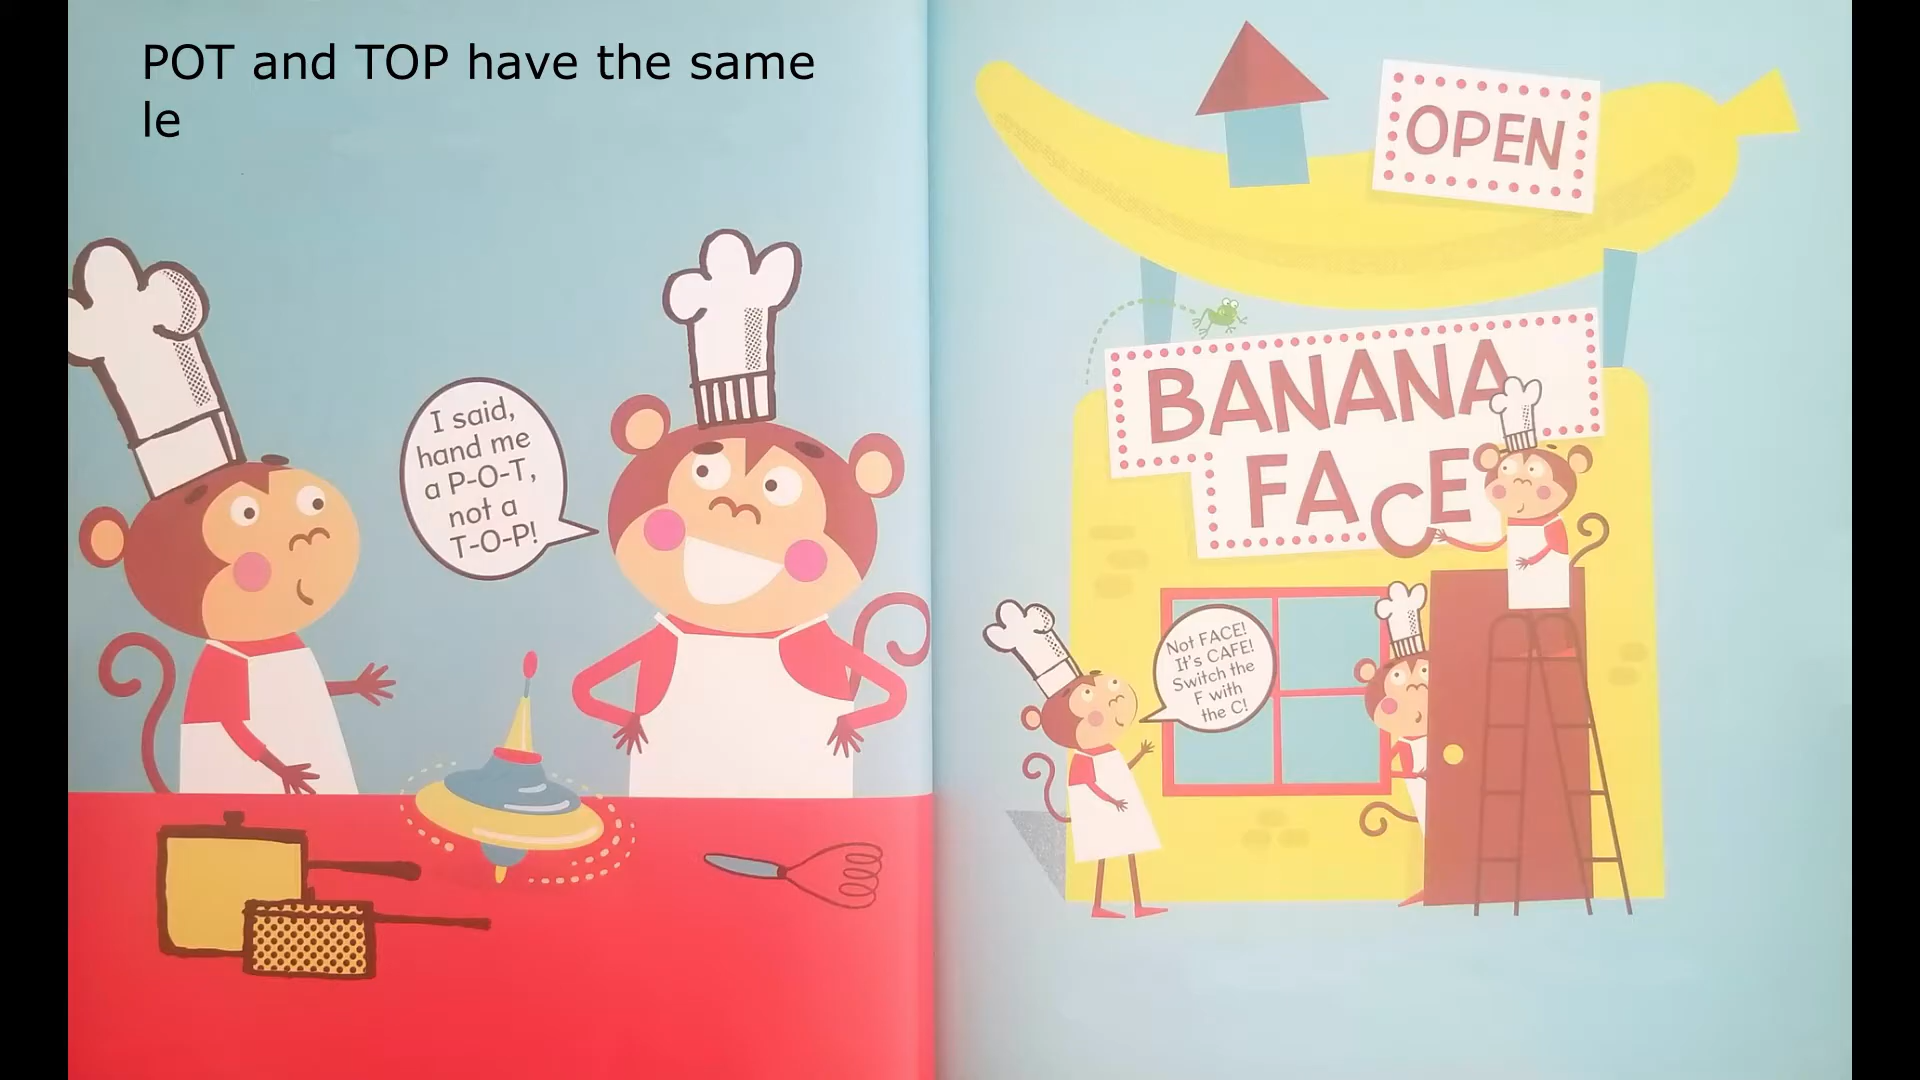 POT and TOP have the same
le
I said,
hand me
a P-O-T,
not a
T-O-P!
OPEN
BANANA
FACE
Not FACE!
It's CAFE!
Switch the
F with
the C!